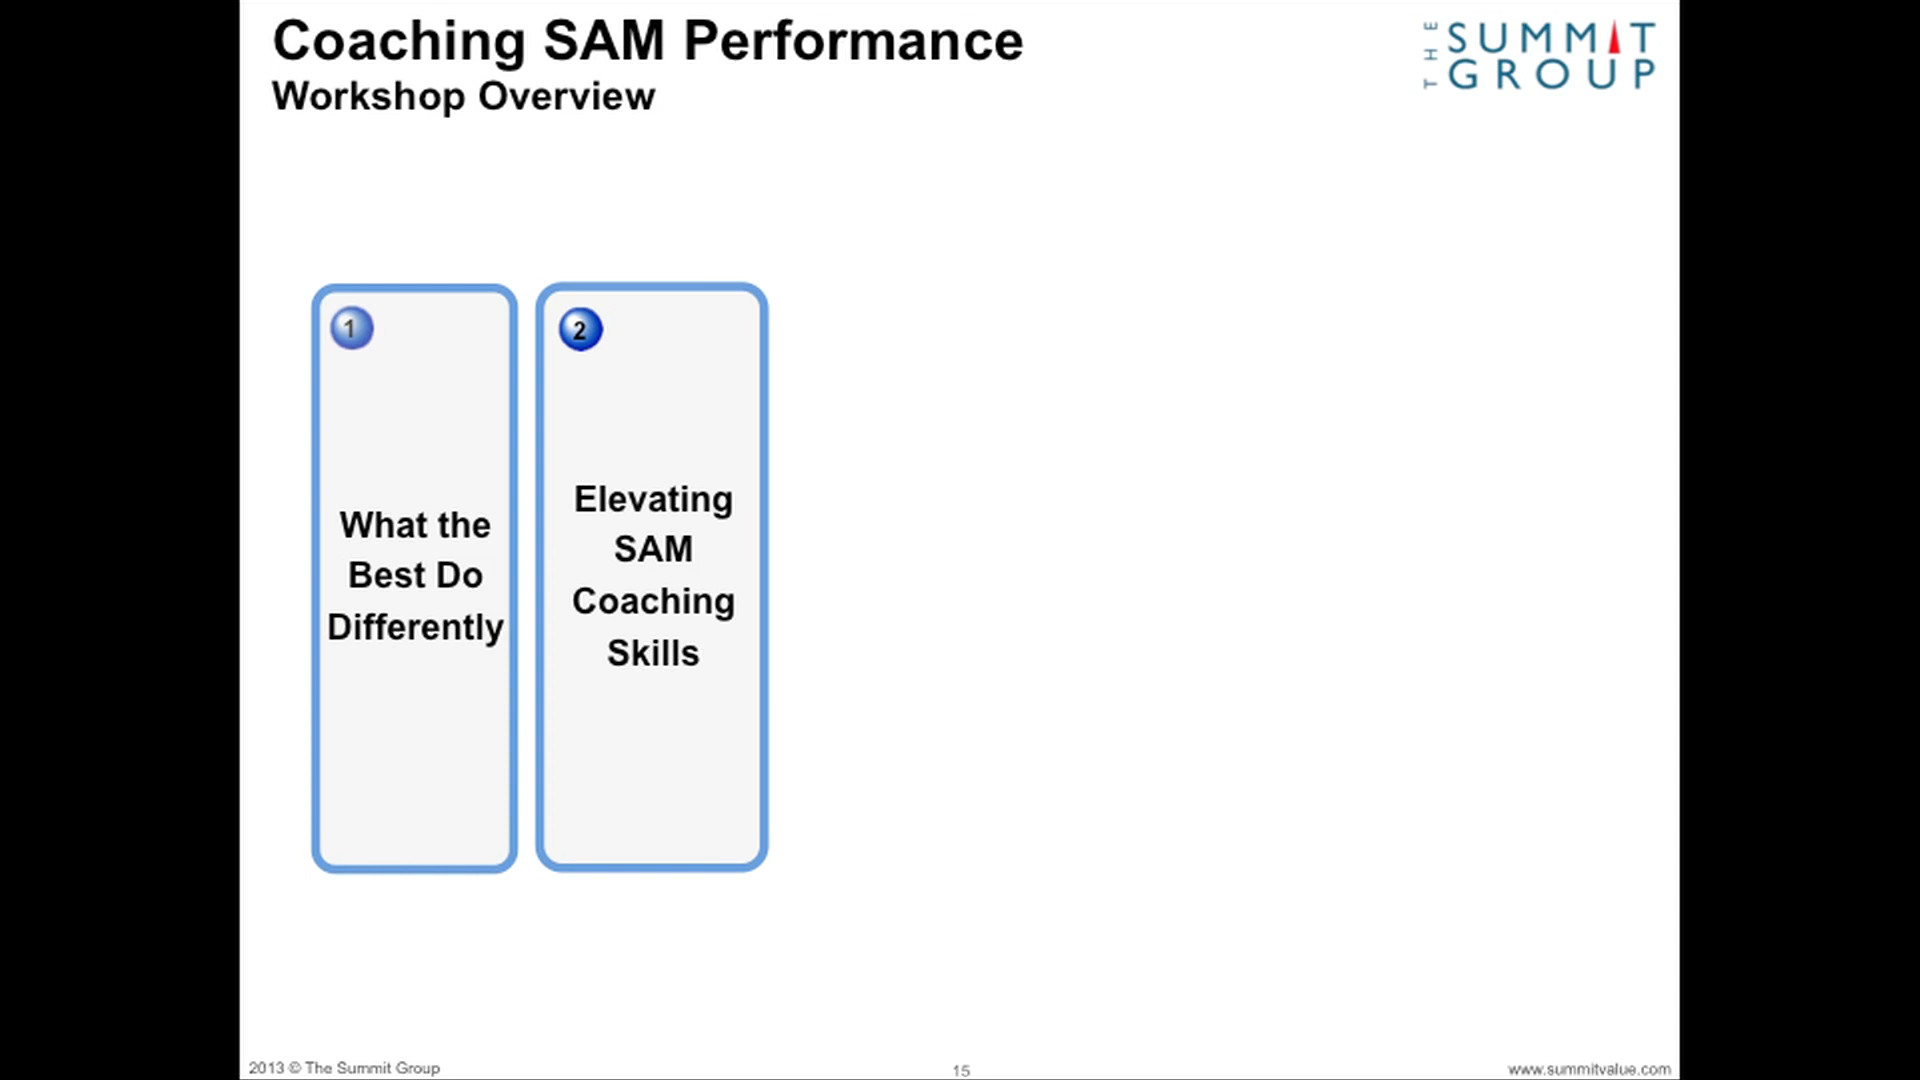 Coaching SAM Performance
Workshop Overview
THE
SUMMIT
GROUP
1
What the
Best Do
Differently
2
Elevating
SAM
Coaching
Skills
2013 © The Summit Group
15
www.summitvalue.com